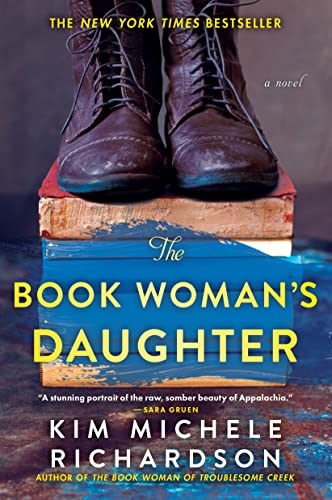 THE NEW YORK TIMES BESTSELLER
a novel
The
BOOK WOMAN'S
DAUGHTER
"A stunning portrait of the raw, somber beauty of Appalachia."
—SARA GRUEN
KIM MICHELE
RICHARDSON
AUTHOR OF THE BOOK WOMAN OF TROUBLESOME CREEK